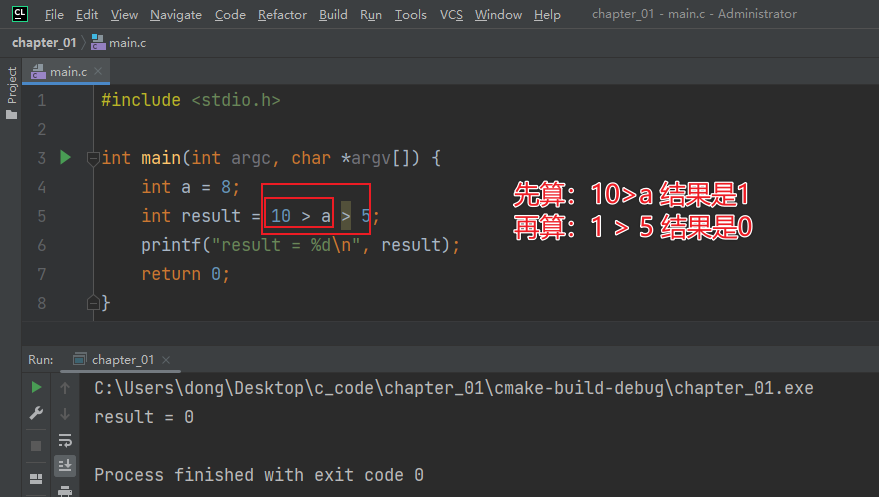 CL File Edit View Navigate Code Refactor Build Run Tools VCS Window Help chapter_01 - main.c - Administrator
chapter_01 main.c
Project
main.c
1 #include <stdio.h>
2
3 int main(int argc, char *argv[]) {
4 int a = 8;
5 int result = 10 > a > 5;
6 printf("result = %d\n", result);
7 return 0;
8 }
先算：10>a 结果是1
再算：1 > 5 结果是0
Run: chapter_01
C:\Users\dong\Desktop\c_code\chapter_01\cmake-build-debug\chapter_01.exe
result = 0
Process finished with exit code 0